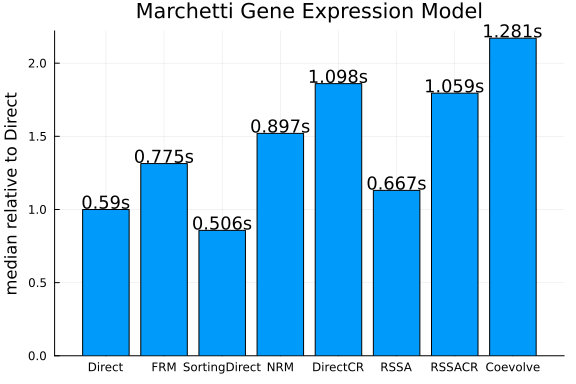 Marchetti Gene Expression Model
median relative to Direct
2.0
1.5
1.0
0.5
0.0
0.59s
0.775s
0.506s
0.897s
1.098s
0.667s
1.059s
1.281s
Direct FRM SortingDirect NRM DirectCR RSSA RSSACR Coevolve